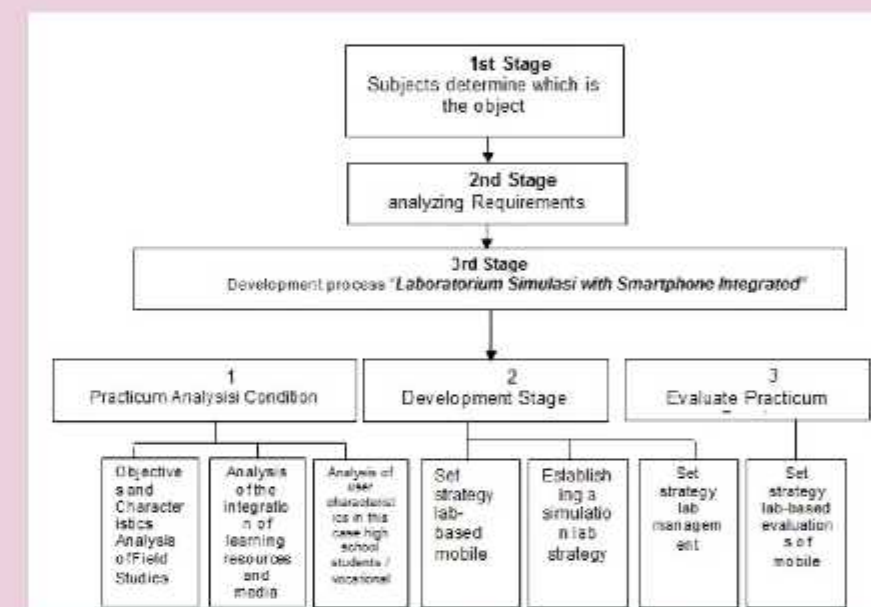 1st Stage
Subjects determine which is
the object
2nd Stage
analyzing Requirements
3rd Stage
Development process "Laboratorium Simulasi with Smartphone Integrated"
1
Practicum Analysisi Condition
2
Development Stage
3
Evaluate Practicum
Objective
s and
Character
istics
Analysis
of Field
Studies
Analysis
of the
integratio
n of
learning
resources
and
media
Analysis of
user
characterist
ics in this
case high
school
students /
vocational
Set
strategy
lab-
based
mobile
Establish
ing a
simulatio
n lab
strategy
Set
strategy
lab
managem
ent
Set
strategy
lab-based
evaluation
s of
mobile